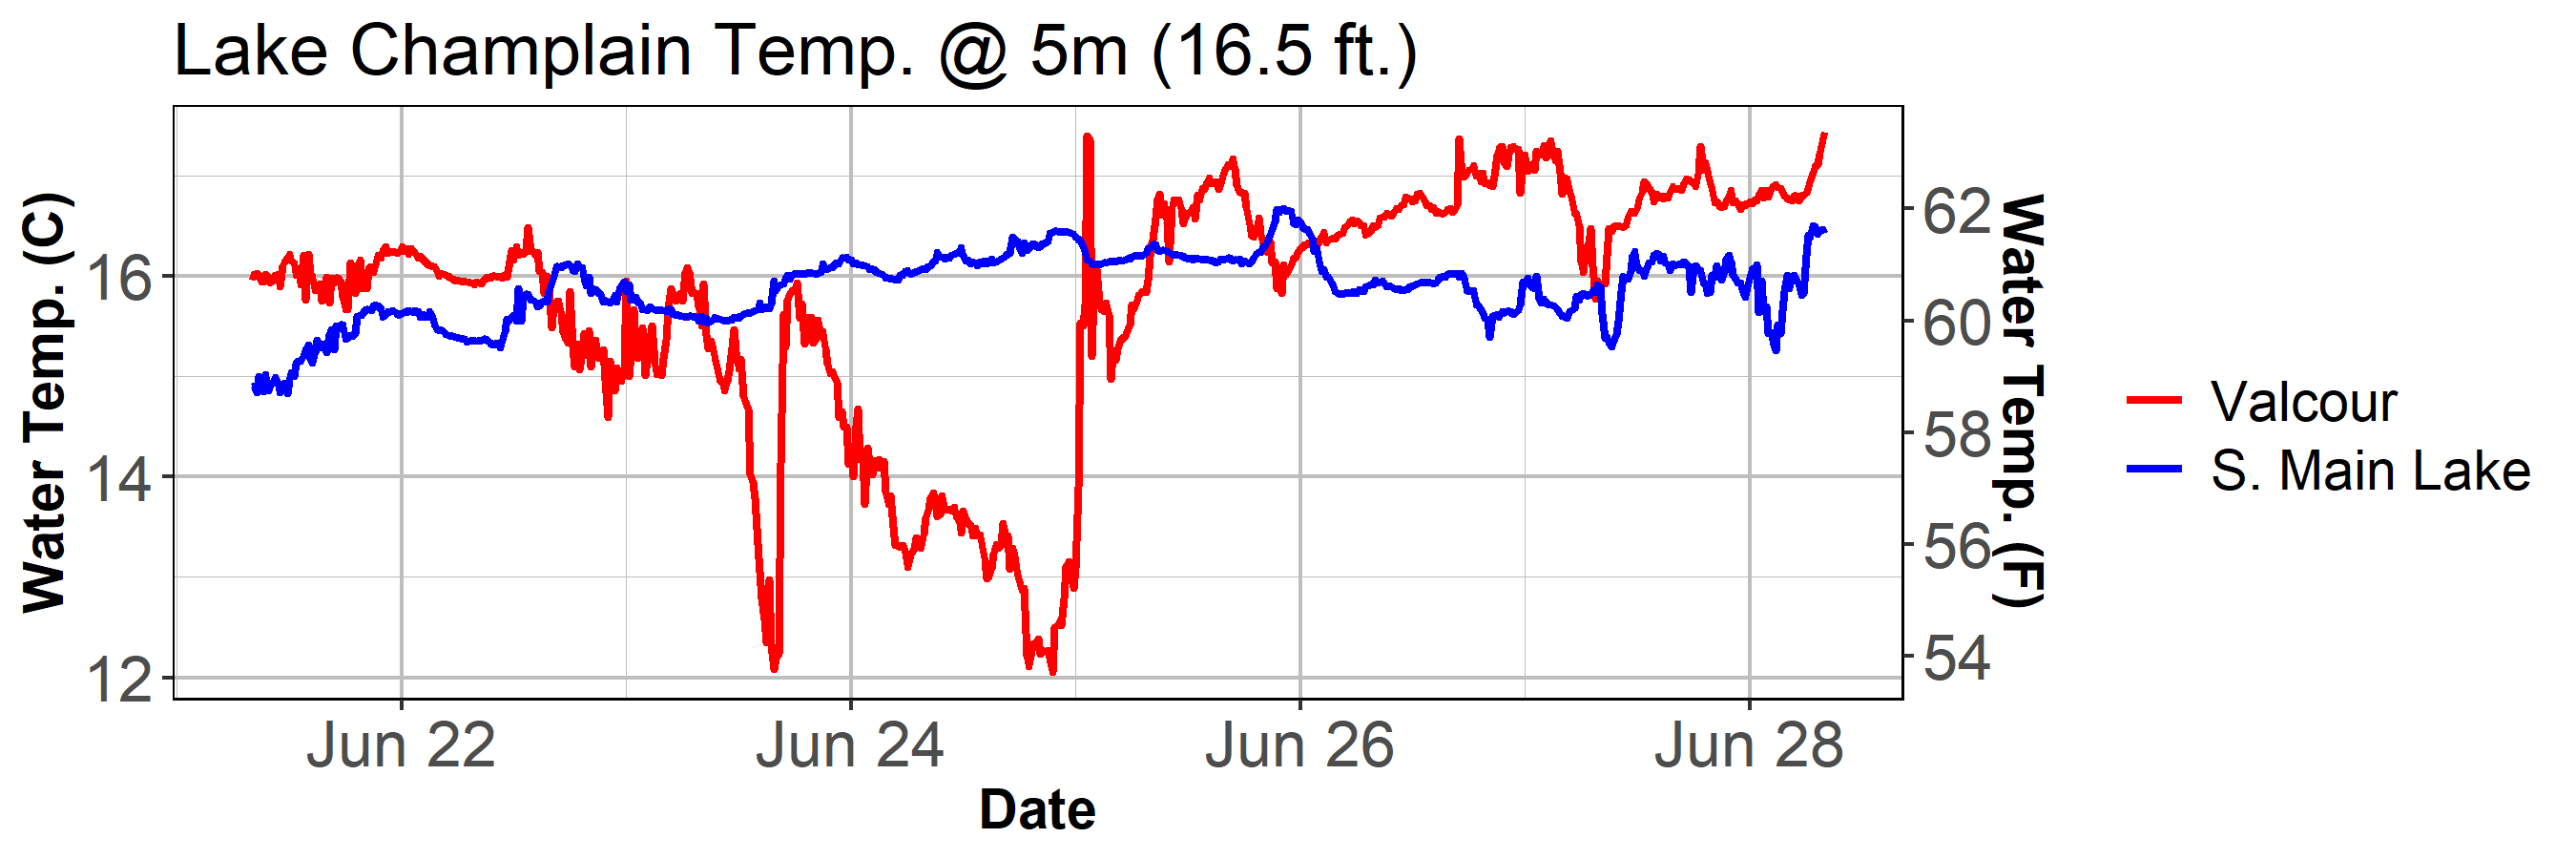 Lake Champlain Temp. @ 5m (16.5 ft.)
Water Temp. (C)
16
14
12
62
60
58
56
54
Water Temp. (F)
Jun 22
Jun 24
Jun 26
Jun 28
Date
Valcour
S. Main Lake